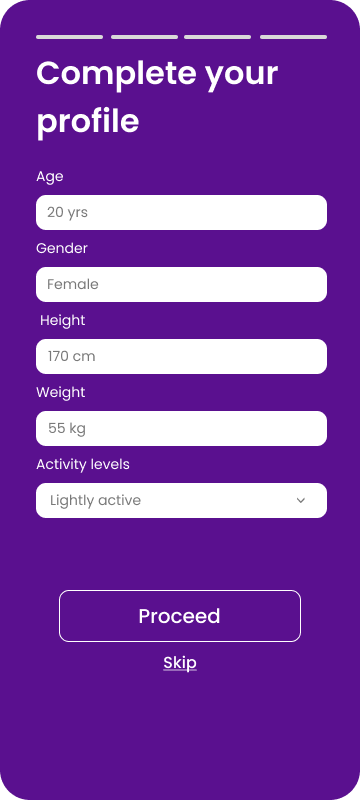 Complete your
profile
Age
20 yrs
Gender
Female
Height
170 cm
Weight
55 kg
Activity levels
Lightly active
Proceed
Skip